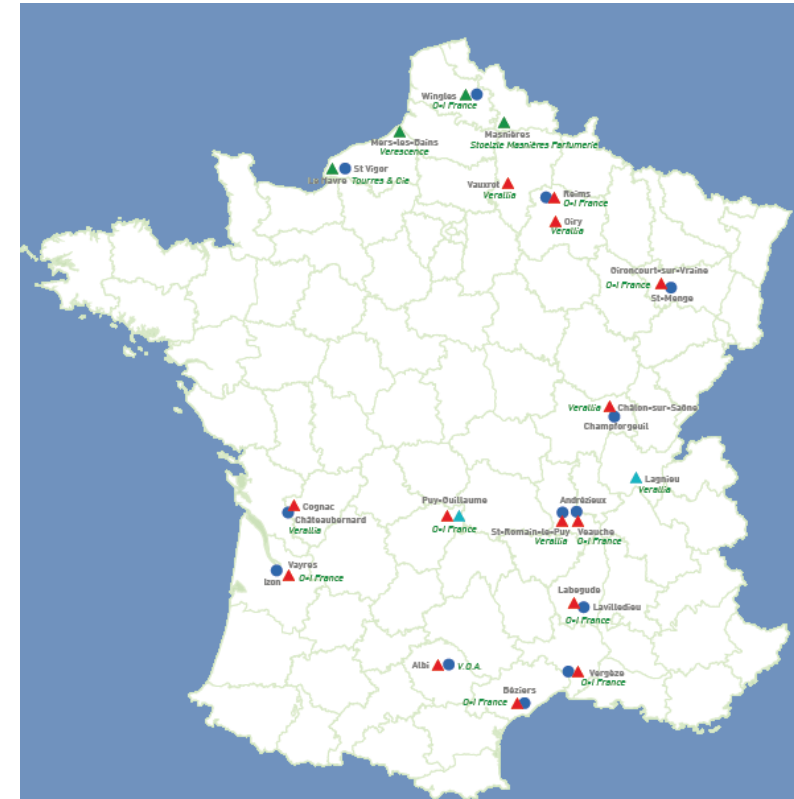 Wingles
O-I France
Masnières
Stoelzle Masnières Parfumerie
Mers-les-Bains
Verescence
St Vigor
Le Havre Tourres & Cie
Vauxrot
Verallia
Reims
O-I France
Oiry
Verallia
Gironcourt-sur-Vraine
O-I France
St-Menge
Verallia Châlon-sur-Saône
Champforgeuil
Lagnieu
Verallia
Cognac
Châteaubernard
Verallia
Puy-Guillaume
O-I France
Andrézieux
St-Romain-le-Puy Veauche
Verallia O-I France
Vayres
Izon O-I France
Labegude
Lavilledieu
O-I France
Albi V.O.A.
Vergèze
O-I France
Béziers
O-I France